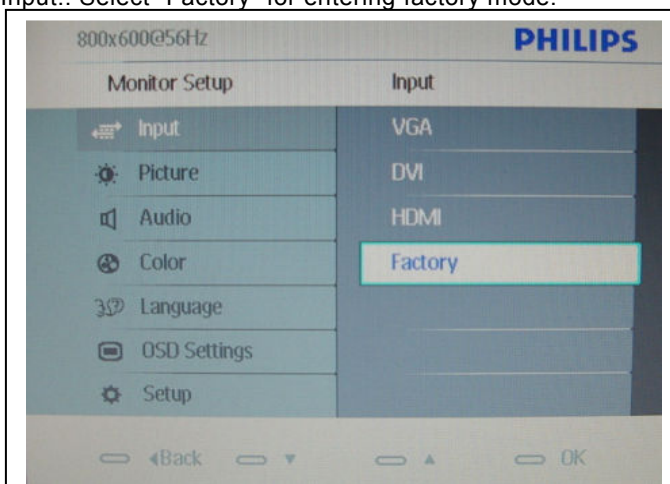 Input.. Select "Factory" for entering factory mode.
800x600@56Hz PHILIPS
Monitor Setup Input
Input VGA
Picture DVI
Audio HDMI
Color Factory
Language
OSD Settings
Setup
Back OK